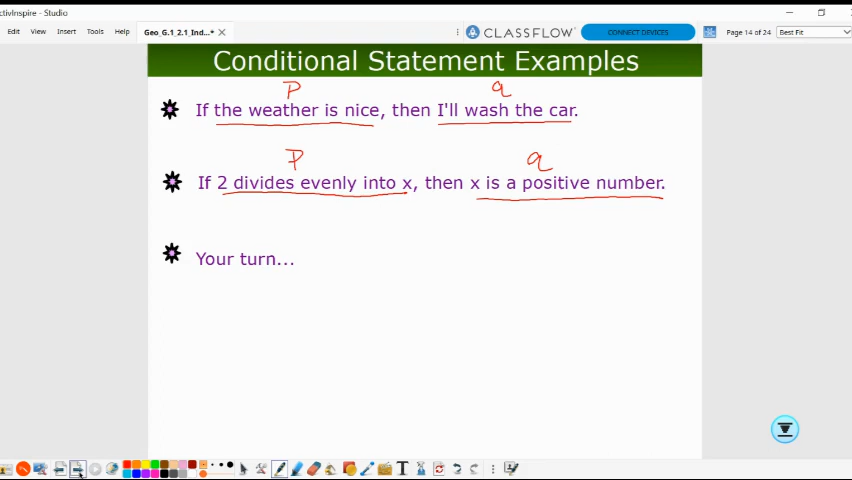 ctivInspire - Studio
Edit View Insert Tools Help Geo_G.1_2.1_Ind...* CLASSFLOW CONNECT DEVICES Page 14 of 24 Best Fit
Conditional Statement Examples
P q
If the weather is nice, then I'll wash the car.
P q
If 2 divides evenly into x, then x is a positive number.
Your turn...
T